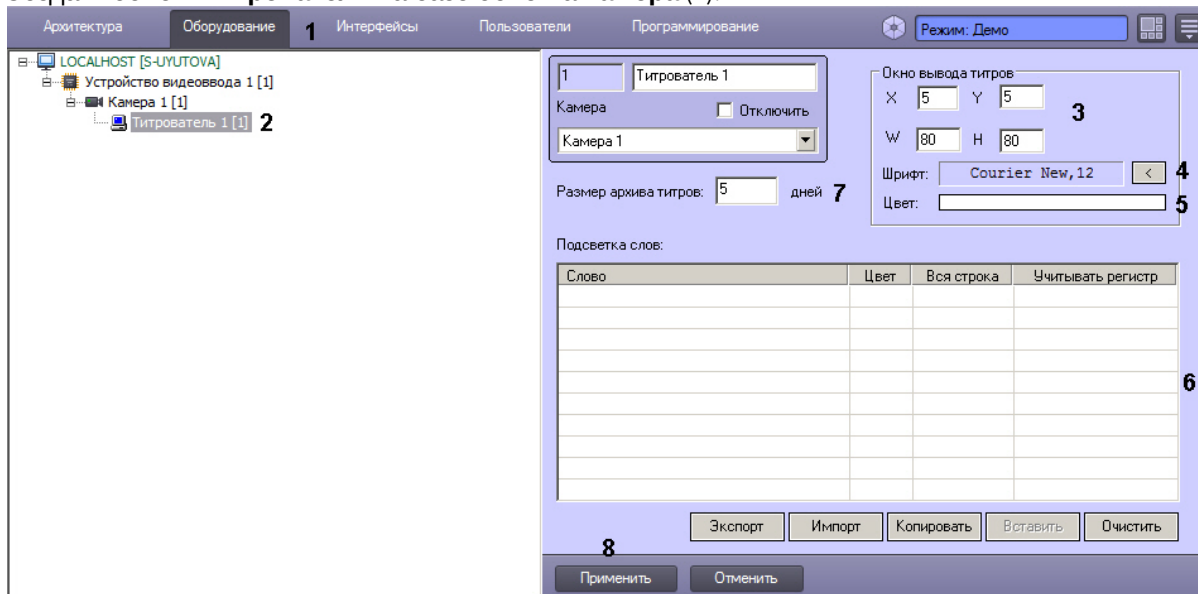 Архитектура Оборудование 1 Интерфейсы Пользователи Программирование Режим: Демо
LOCALHOST [S-UYUTOVA]
Устройство видеоввода 1 [1]
Камера 1 [1]
Титрователь 1 [1] 2
1 Титрователь 1
Камера Отключить
Камера 1
Размер архива титров: 5 дней 7
Окно вывода титров
X 5 Y 5 3
W 80 H 80
Шрифт: Courier New,12 < 4
Цвет: 5
Подсветка слов:
Слово Цвет Вся строка Учитывать регистр
6
Экспорт Импорт Копировать Вставить Очистить
8
Применить Отменить